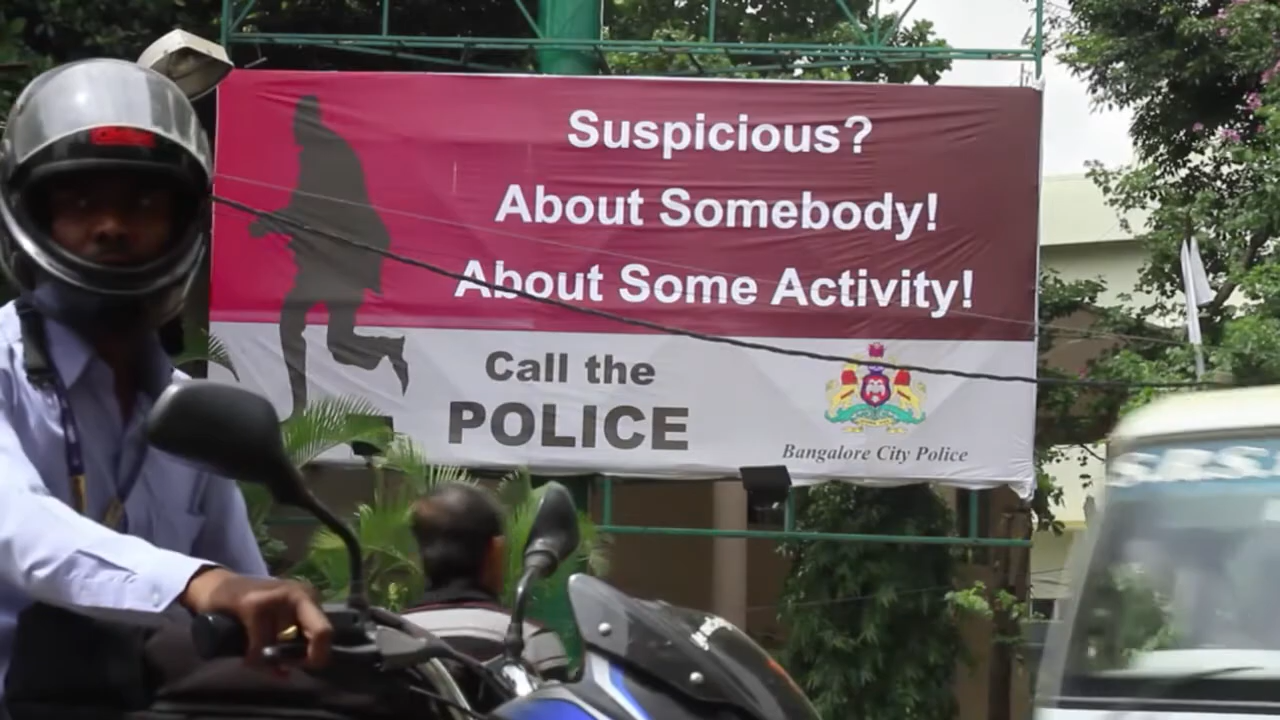 Suspicious?
About Somebody!
About Some Activity!
Call the
POLICE
Bangalore City Police